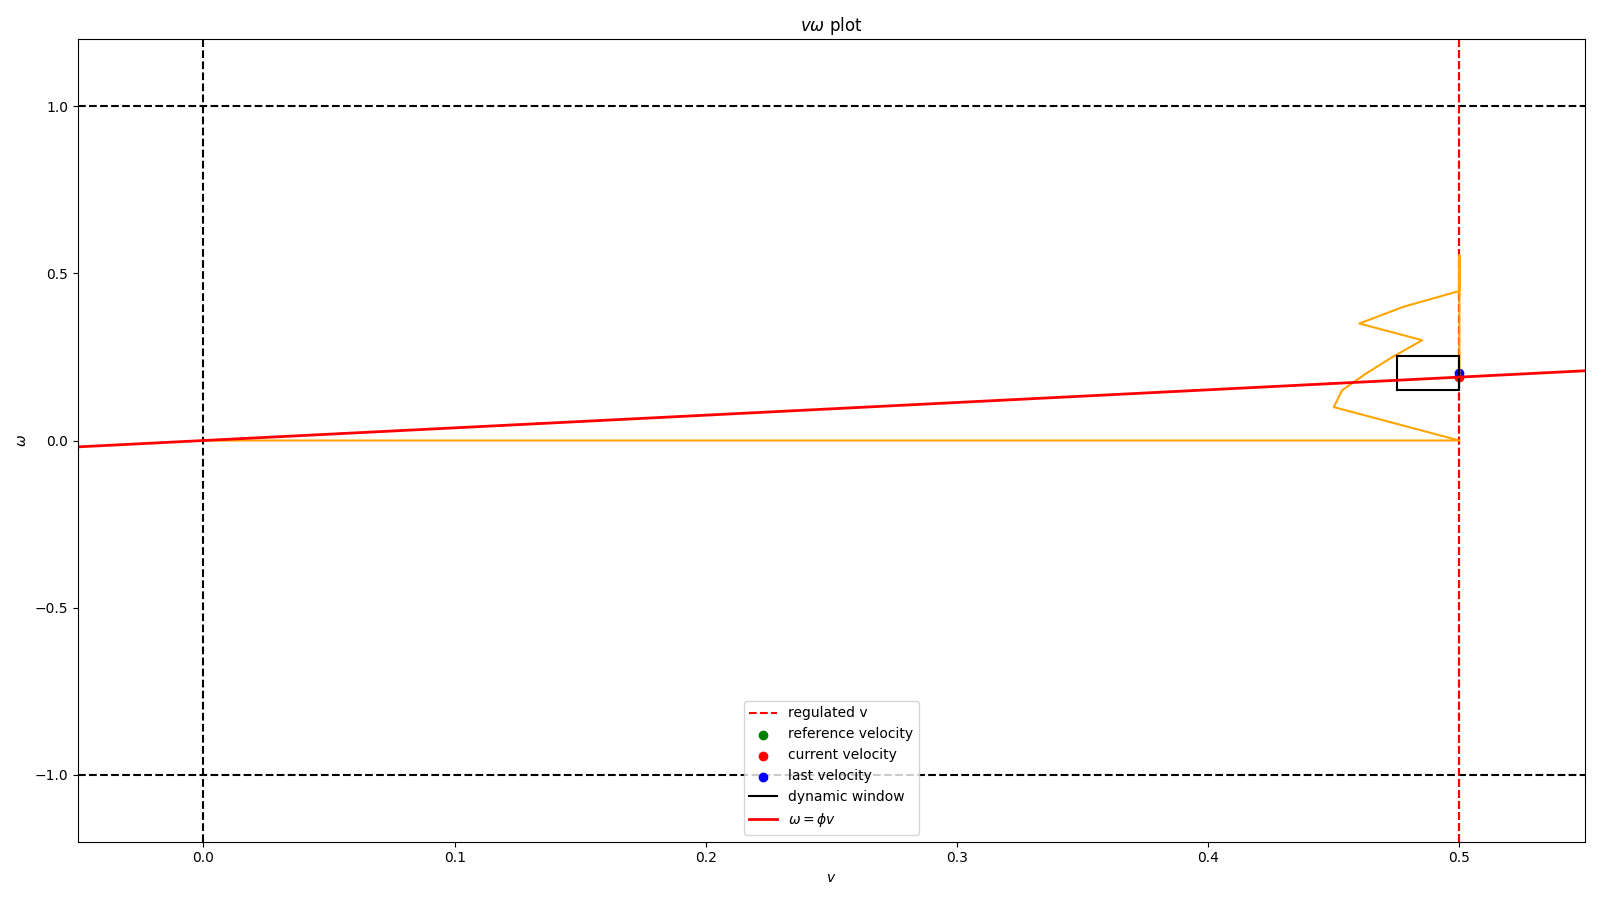 vω plot
1.0
0.5
0.0
−0.5
−1.0
ω
0.0
0.1
0.2
0.3
0.4
0.5
v
regulated v
reference velocity
current velocity
last velocity
dynamic window
ω = ϕv